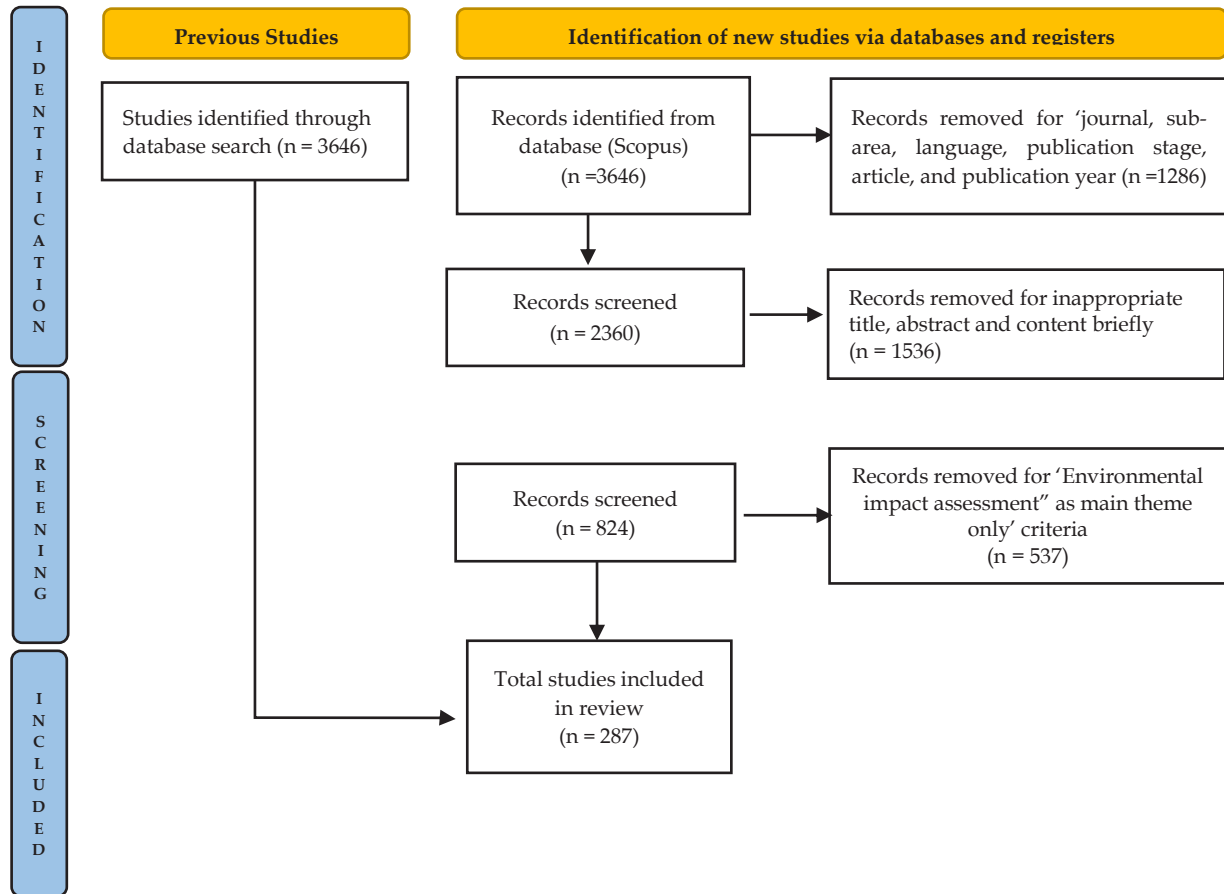 IDENTIFICATION
SCREENING
INCLUDED
Previous Studies
Identification of new studies via databases and registers
Studies identified through
database search (n = 3646)
Records identified from
database (Scopus)
(n =3646)
Records removed for ‘journal, sub-
area, language, publication stage,
article, and publication year (n =1286)
Records screened
(n = 2360)
Records removed for inappropriate
title, abstract and content briefly
(n = 1536)
Records screened
(n = 824)
Records removed for ‘Environmental
impact assessment” as main theme
only’ criteria
(n = 537)
Total studies included
in review
(n = 287)